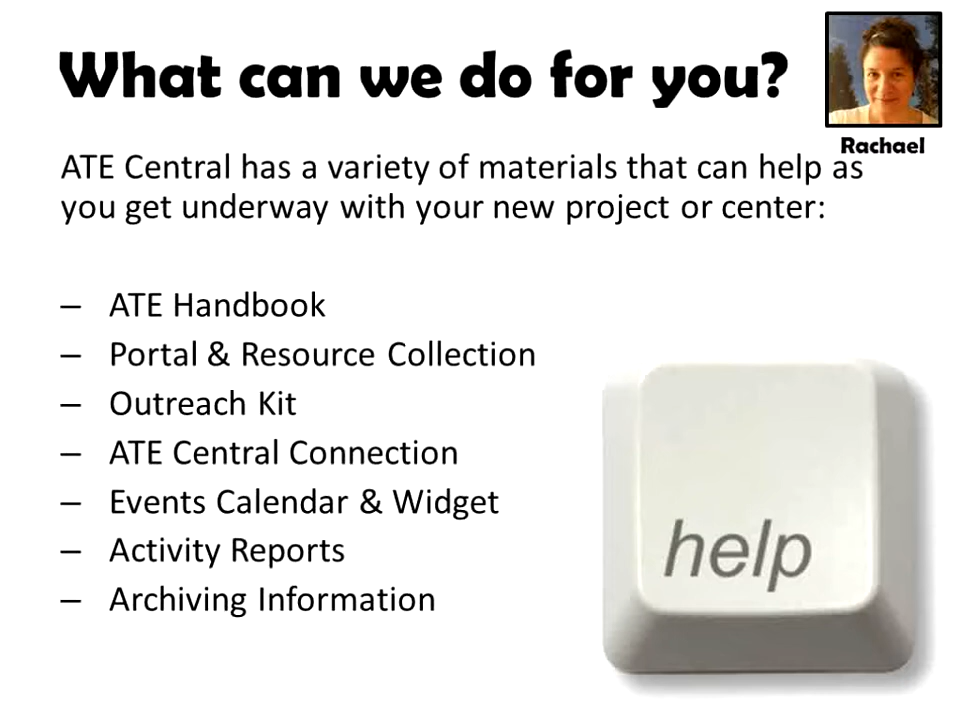 What can we do for you?
Rachael
ATE Central has a variety of materials that can help as
you get underway with your new project or center:
– ATE Handbook
– Portal & Resource Collection
– Outreach Kit
– ATE Central Connection
– Events Calendar & Widget
– Activity Reports
– Archiving Information
help